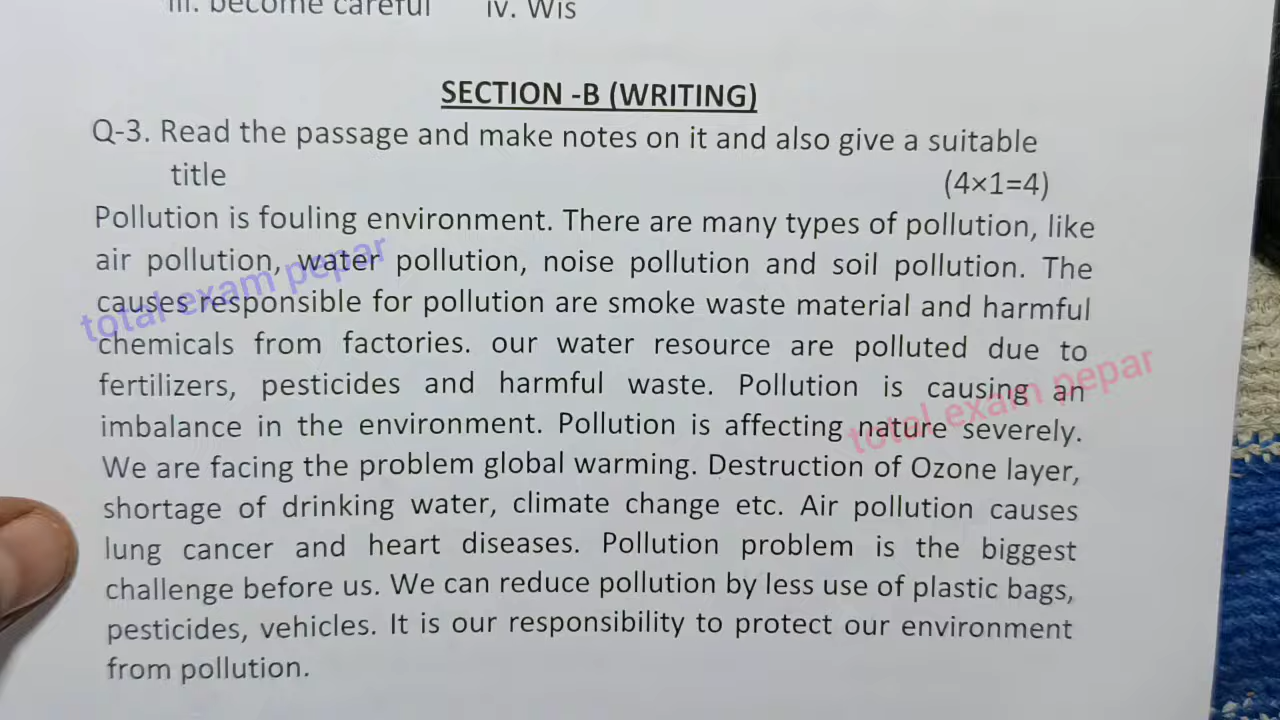 iii. become careful iv. Wis
SECTION -B (WRITING)
Q-3. Read the passage and make notes on it and also give a suitable
title (4×1=4)
Pollution is fouling environment. There are many types of pollution, like
air pollution, water pollution, noise pollution and soil pollution. The
causes responsible for pollution are smoke waste material and harmful
chemicals from factories. our water resource are polluted due to
fertilizers, pesticides and harmful waste. Pollution is causing an
imbalance in the environment. Pollution is affecting nature severely.
We are facing the problem global warming. Destruction of Ozone layer,
shortage of drinking water, climate change etc. Air pollution causes
lung cancer and heart diseases. Pollution problem is the biggest
challenge before us. We can reduce pollution by less use of plastic bags,
pesticides, vehicles. It is our responsibility to protect our environment
from pollution.
total exam pepar
total exam pepar